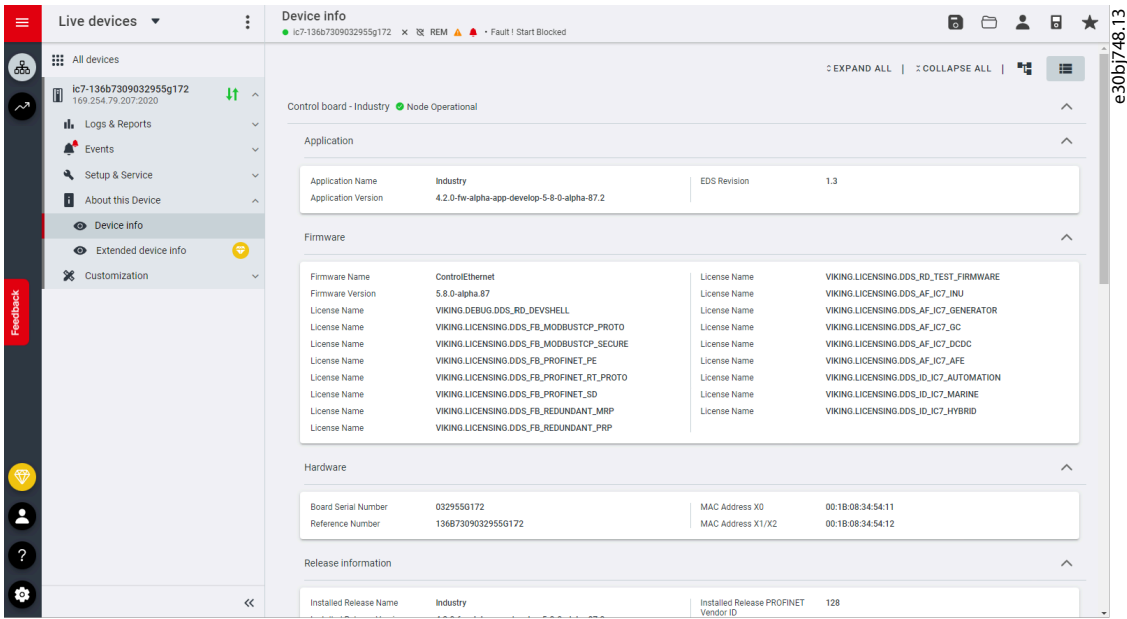 Live devices
Device info
ic7-136b7309032955g172 REM • Fault ! Start Blocked
All devices
ic7-136b7309032955g172
169.254.79.207:2020
Logs & Reports
Events
Setup & Service
About this Device
Device info
Extended device info
Customization
Feedback
EXPAND ALL | COLLAPSE ALL |
Control board - Industry Node Operational
Application
Application Name Industry EDS Revision 1.3
Application Version 4.2.0-fw-alpha-app-develop-5-8-0-alpha-87.2
Firmware
Firmware Name ControlEthernet License Name VIKING.LICENSING.DDS_RD_TEST_FIRMWARE
Firmware Version 5.8.0-alpha.87 License Name VIKING.LICENSING.DDS_AF_IC7_INU
License Name VIKING.DEBUG.DDS_RD_DEVSHELL License Name VIKING.LICENSING.DDS_AF_IC7_GENERATOR
License Name VIKING.LICENSING.DDS_FB_MODBUSTCP_PROTO License Name VIKING.LICENSING.DDS_AF_IC7_GC
License Name VIKING.LICENSING.DDS_FB_MODBUSTCP_SECURE License Name VIKING.LICENSING.DDS_AF_IC7_DCDC
License Name VIKING.LICENSING.DDS_FB_PROFINET_PE License Name VIKING.LICENSING.DDS_AF_IC7_AFE
License Name VIKING.LICENSING.DDS_FB_PROFINET_RT_PROTO License Name VIKING.LICENSING.DDS_ID_IC7_AUTOMATION
License Name VIKING.LICENSING.DDS_FB_PROFINET_SD License Name VIKING.LICENSING.DDS_ID_IC7_MARINE
License Name VIKING.LICENSING.DDS_FB_REDUNDANT_MRP License Name VIKING.LICENSING.DDS_ID_IC7_HYBRID
License Name VIKING.LICENSING.DDS_FB_REDUNDANT_PRP
Hardware
Board Serial Number 032955G172 MAC Address X0 00:1B:08:34:54:11
Reference Number 136B7309032955G172 MAC Address X1/X2 00:1B:08:34:54:12
Release information
Installed Release Name Industry Installed Release PROFINET 128
Vendor ID
e30bj748.13